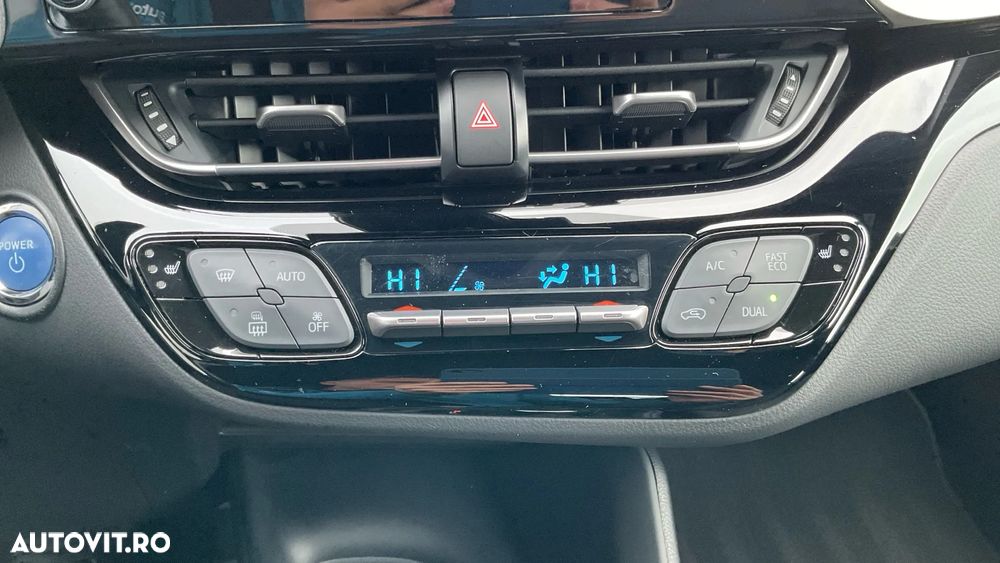 POWER
HI HI
AUTO
OFF
A/C
FAST
ECO
DUAL
AUTOVIT.RO